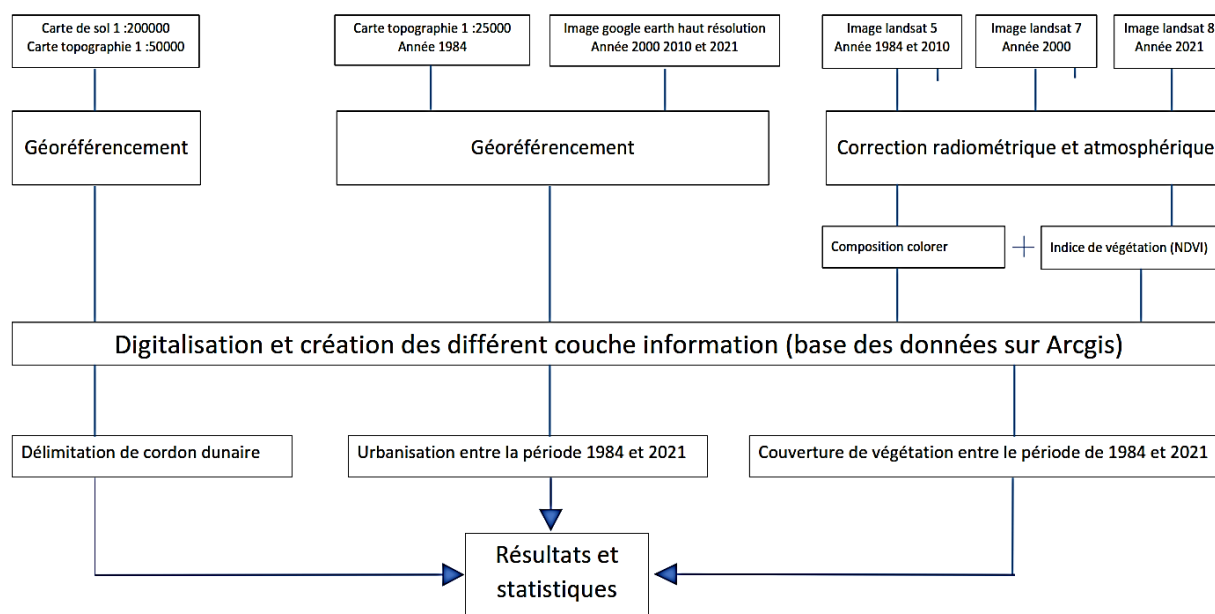 Carte de sol 1 :200000
Carte topographie 1 :50000
Carte topographie 1 :25000
Année 1984
Image google earth haut résolution
Année 2000 2010 et 2021
Image landsat 5
Année 1984 et 2010
Image landsat 7
Année 2000
Image landsat 8
Année 2021
Géoréférencement
Géoréférencement
Correction radiométrique et atmosphérique
Composition colorer
+
Indice de végétation (NDVI)
Digitalisation et création des différent couche information (base des données sur Arcgis)
Délimitation de cordon dunaire
Urbanisation entre la période 1984 et 2021
Couverture de végétation entre le période de 1984 et 2021
Résultats et
statistiques